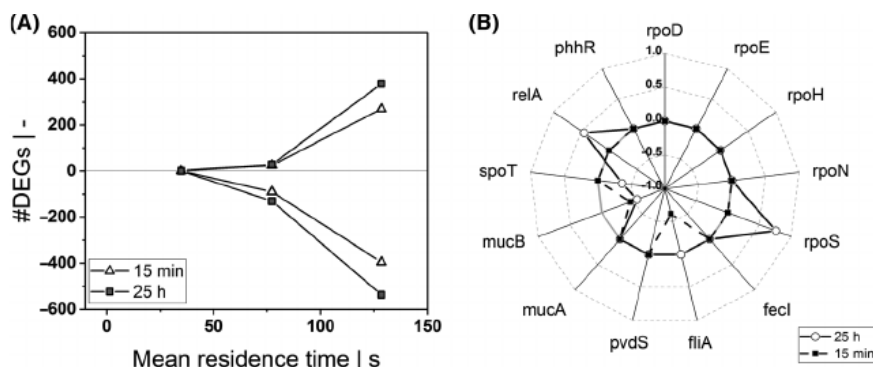 (A)
600
400
200
0
−200
−400
−600
#DEGs | -
15 min
25 h
0
50
100
150
Mean residence time | s
(B)
rpoD
1.0
0.5
0.0
-0.5
-1.0
rpoE
rpoH
rpoN
rpoS
fecI
fliA
pvdS
mucA
mucB
spoT
relA
phhR
25 h
15 min